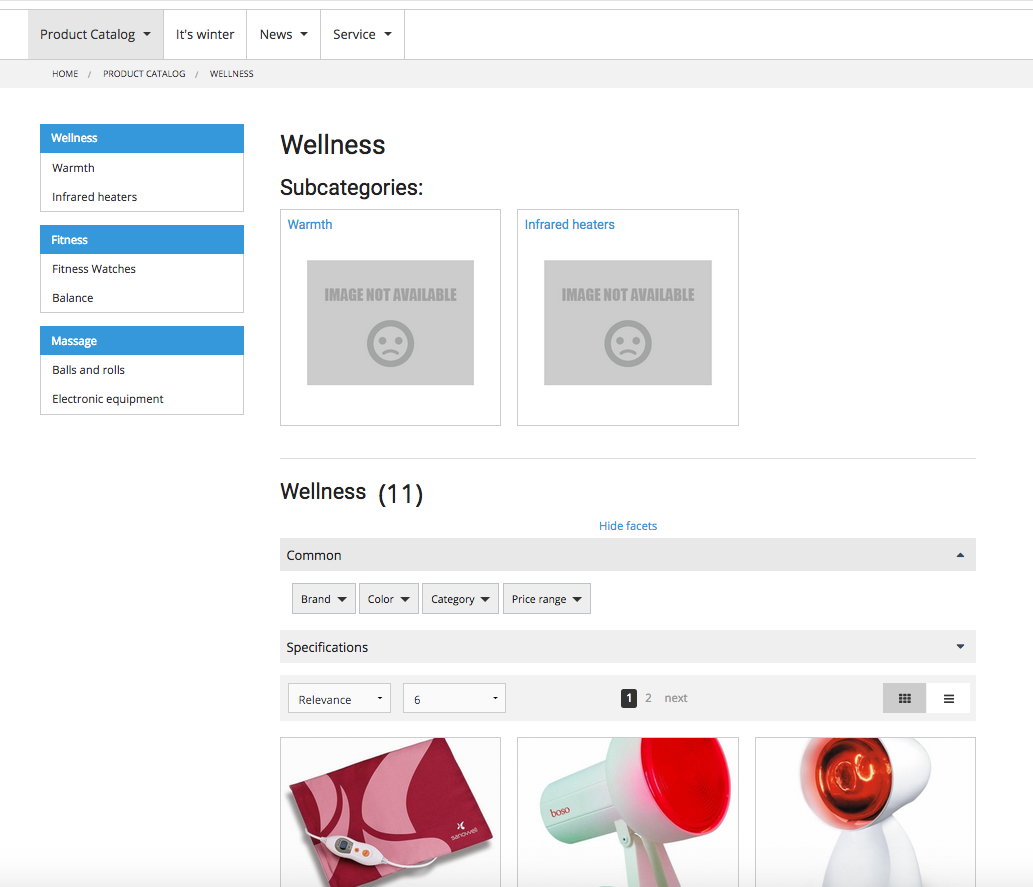 Product Catalog It's winter News Service
HOME / PRODUCT CATALOG / WELLNESS
Wellness
Warmth
Infrared heaters
Fitness
Fitness Watches
Balance
Massage
Balls and rolls
Electronic equipment
Wellness
Subcategories:
Warmth
IMAGE NOT AVAILABLE
Infrared heaters
IMAGE NOT AVAILABLE
Wellness (11)
Hide facets
Common
Brand Color Category Price range
Specifications
Relevance 6 1 2 next
sanowell
boso